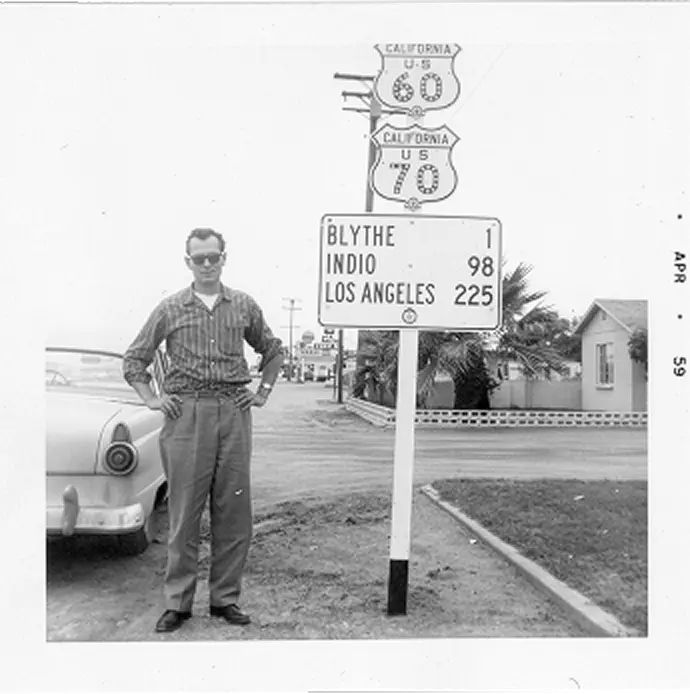 CALIFORNIA
U·S
60
CALIFORNIA
U S
70
BLYTHE 1
INDIO 98
LOS ANGELES 225
• APR • 59